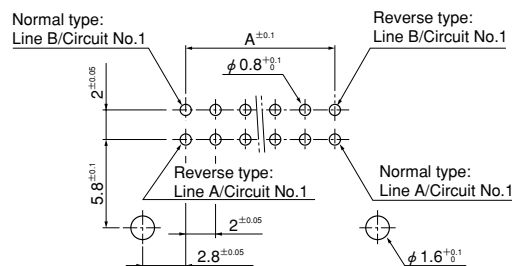 Normal type:
Line B/Circuit No.1
A±0.1
Reverse type:
Line B/Circuit No.1
φ0.8+0.1 0
2±0.05
5.8±0.1
Reverse type:
Line A/Circuit No.1
Normal type:
Line A/Circuit No.1
2±0.05
2.8±0.05
φ1.6+0.1 0